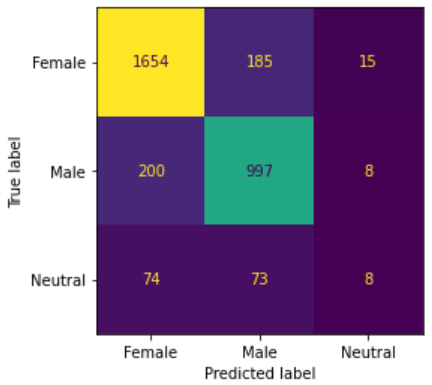 Female 1654 185 15
Male 200 997 8
Neutral 74 73 8
Female Male Neutral
Predicted label
True label